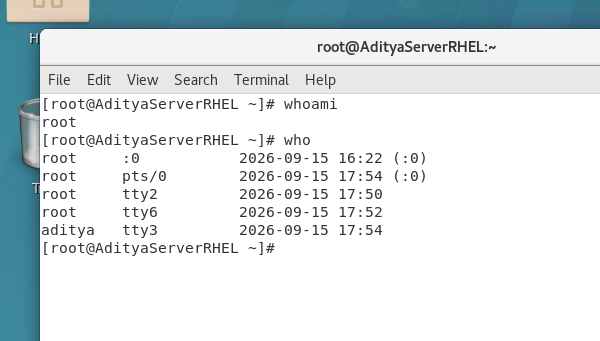 root@AdityaServerRHEL:~
File Edit View Search Terminal Help
[root@AdityaServerRHEL ~]# whoami
root
[root@AdityaServerRHEL ~]# who
root     :0           2026-09-15 16:22 (:0)
root     pts/0        2026-09-15 17:54 (:0)
root     tty2         2026-09-15 17:50
root     tty6         2026-09-15 17:52
aditya   tty3         2026-09-15 17:54
[root@AdityaServerRHEL ~]#